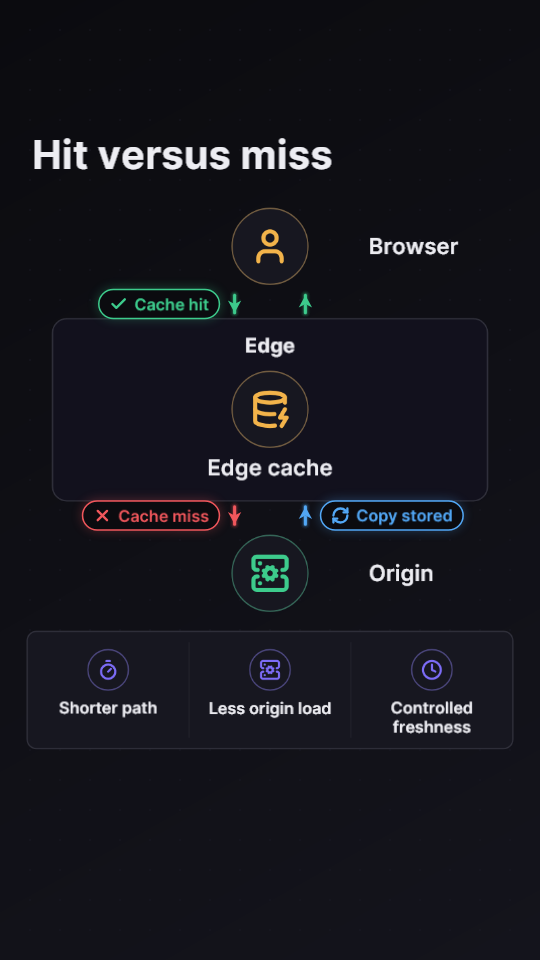 Hit versus miss
Browser
Cache hit
Edge
Edge cache
Cache miss
Copy stored
Origin
Shorter path
Less origin load
Controlled
freshness